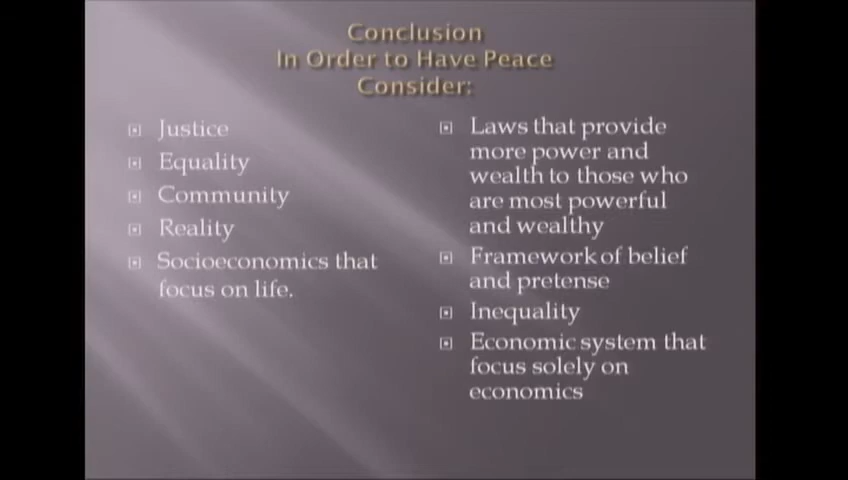 Conclusion
In Order to Have Peace
Consider:
Justice
Equality
Community
Reality
Socioeconomics that
focus on life.
Laws that provide
more power and
wealth to those who
are most powerful
and wealthy
Framework of belief
and pretense
Inequality
Economic system that
focus solely on
economics